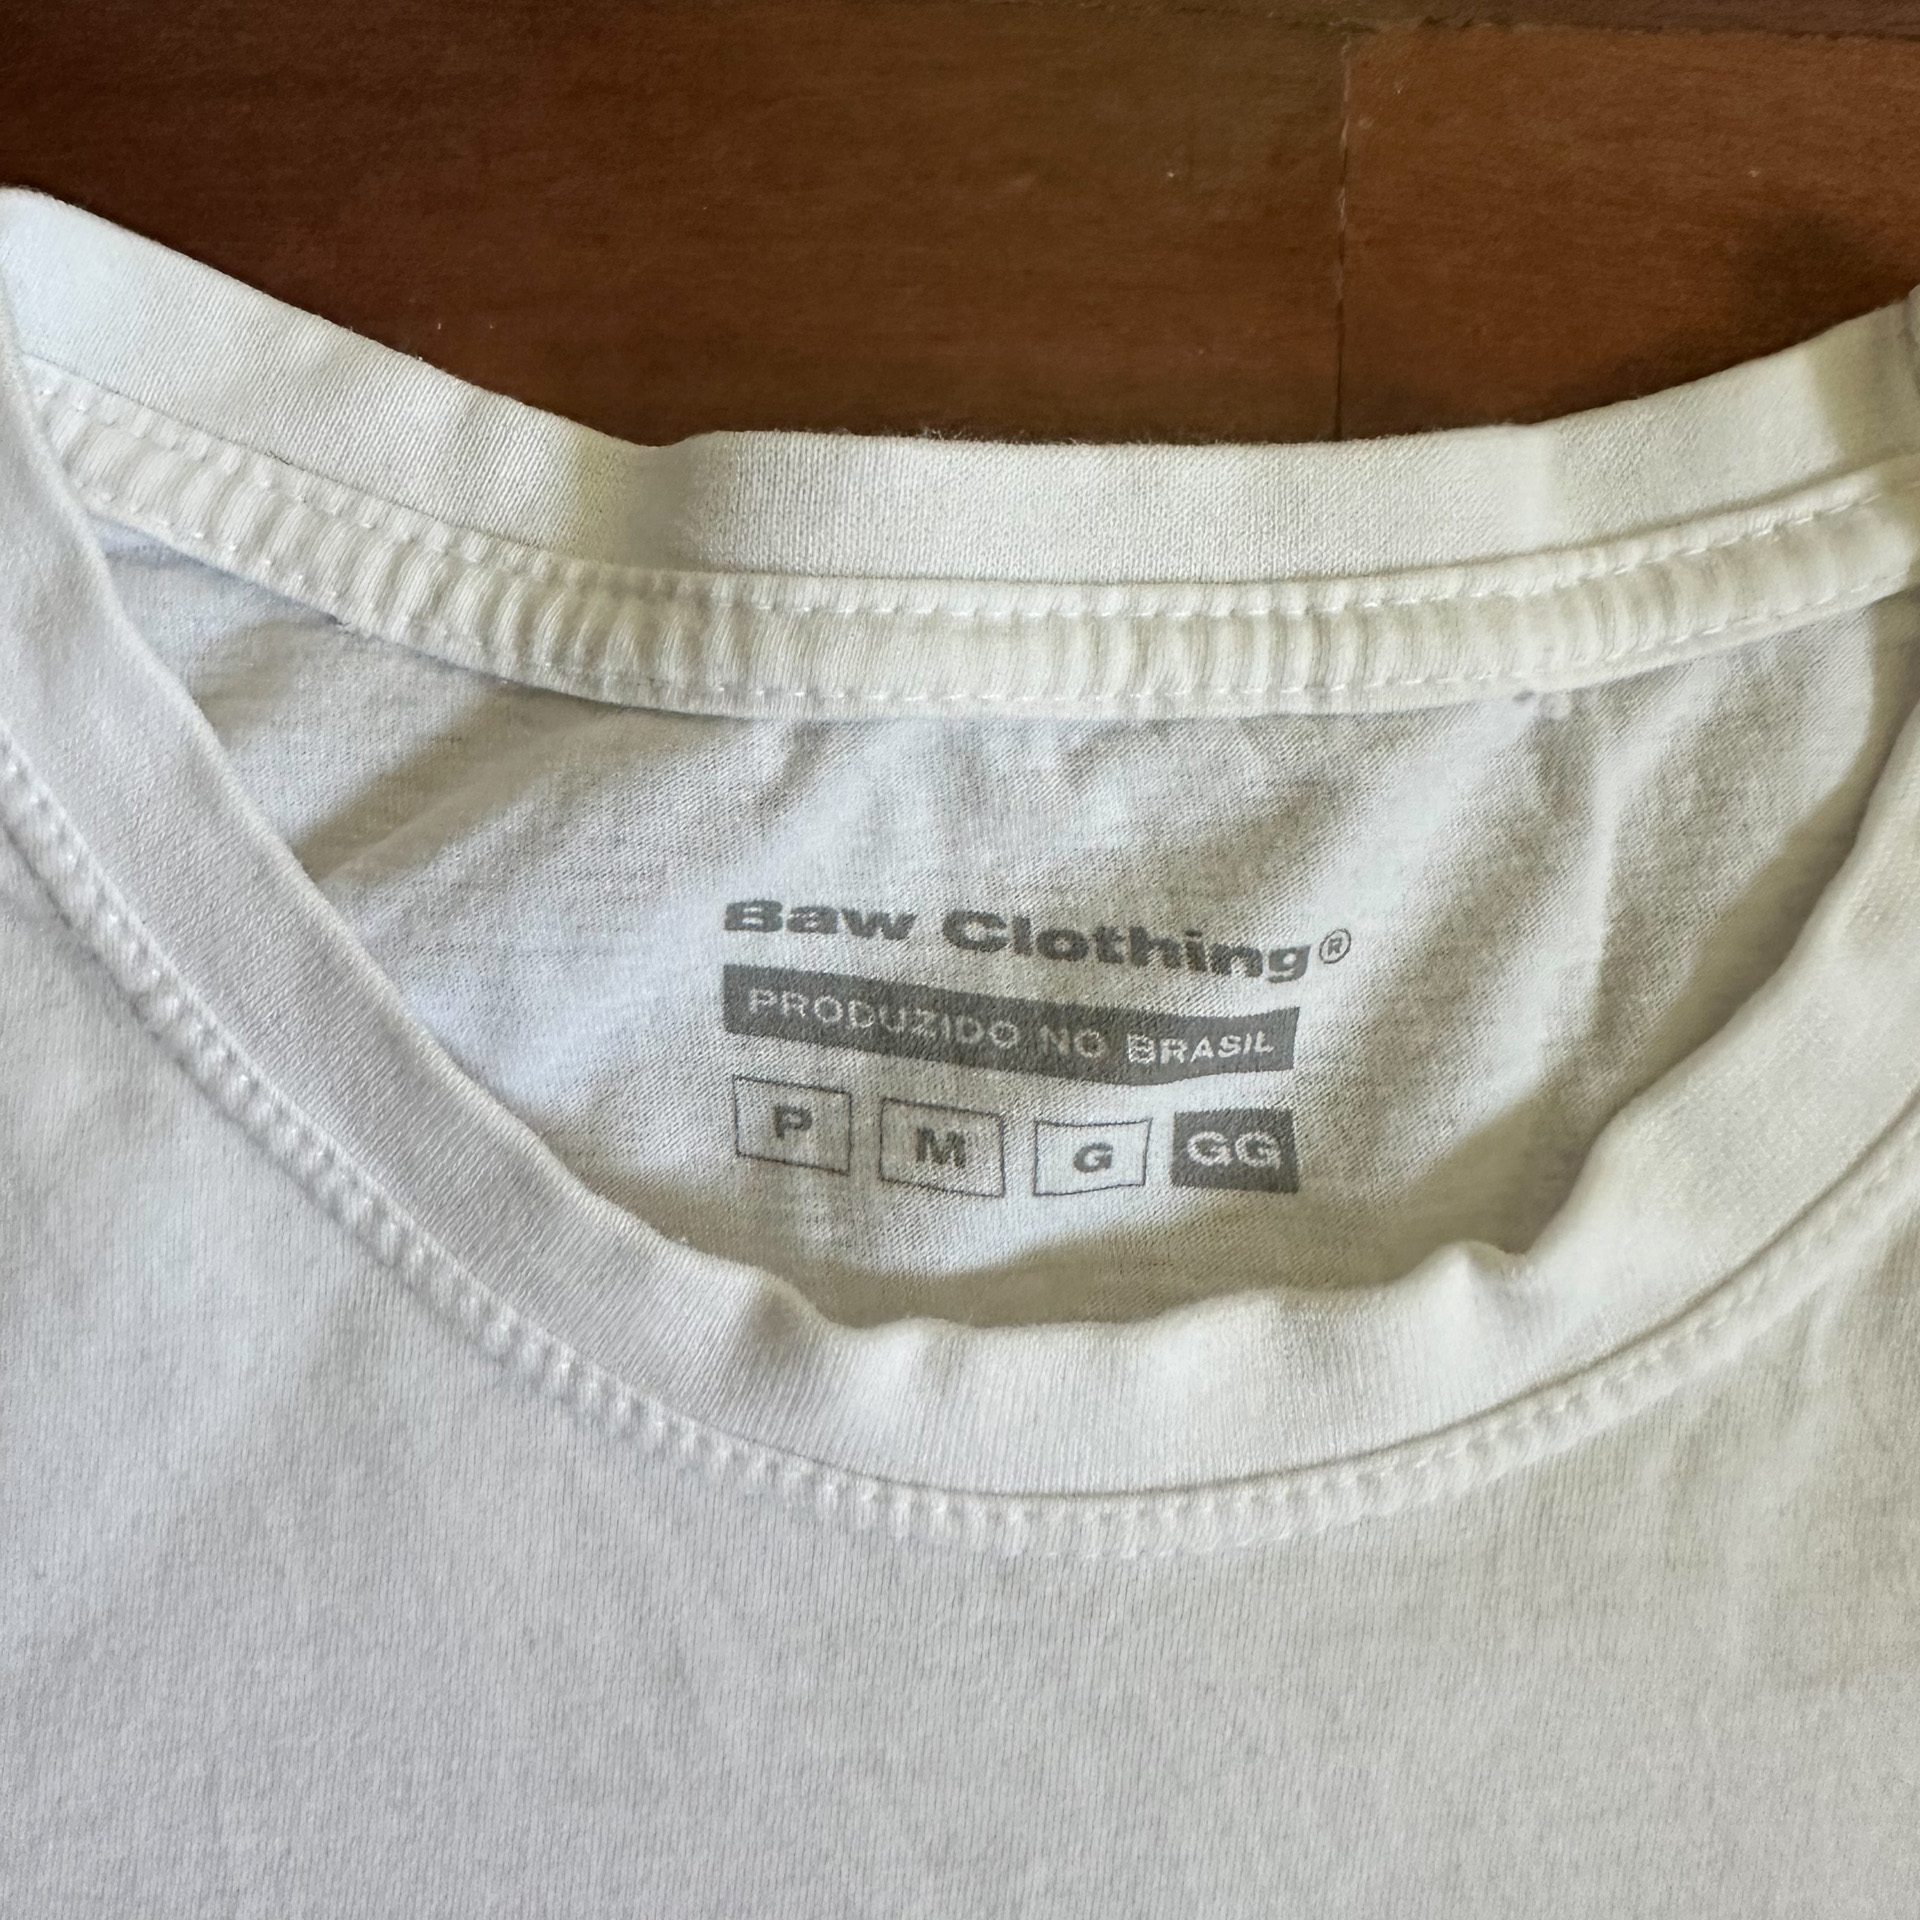 Baw Clothing®
PRODUZIDO NO BRASIL
P M G GG